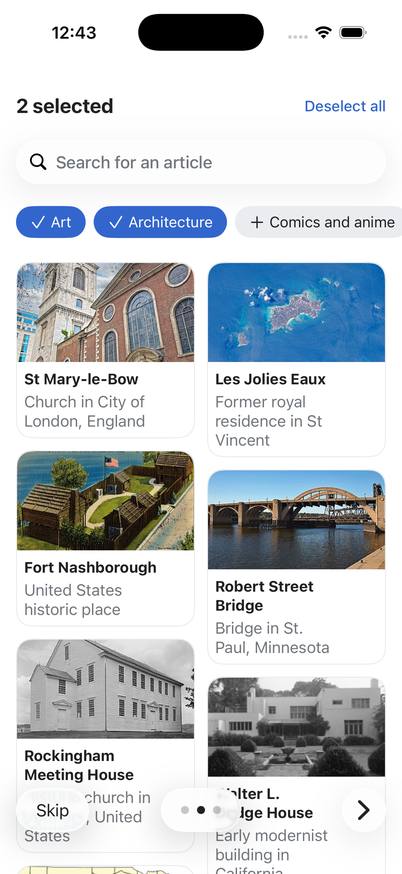 12:43
2 selected
Deselect all
Search for an article
Art
Architecture
Comics and anime
St Mary-le-Bow
Church in City of
London, England
Les Jolies Eaux
Former royal
residence in St
Vincent
Fort Nashborough
United States
historic place
Robert Street
Bridge
Bridge in St.
Paul, Minnesota
Rockingham
Meeting House
church in
, United
States
Walter L.
Dodge House
Early modernist
building in
California
Skip